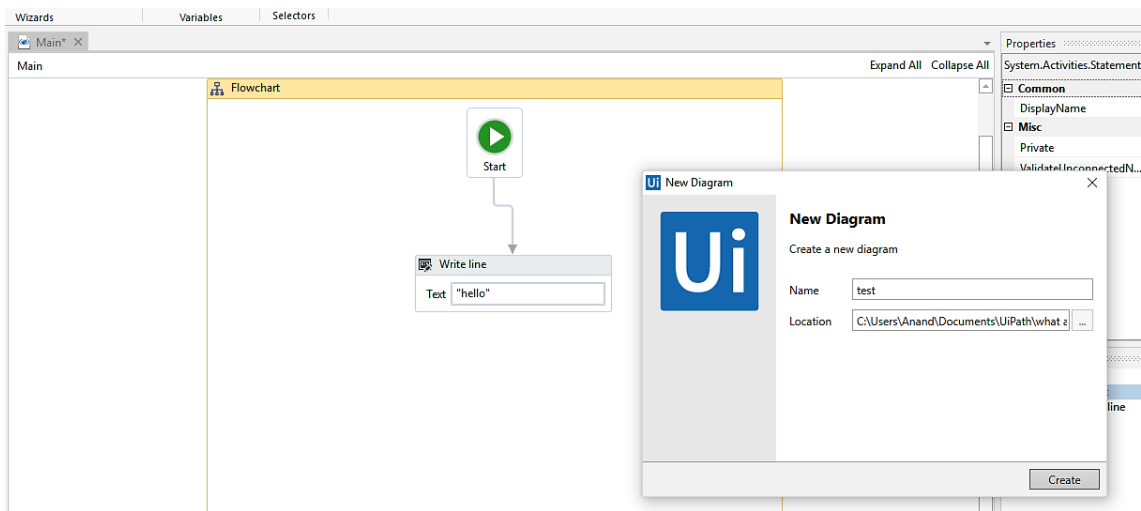 Wizards Variables Selectors
Main*
Properties
Main Expand All Collapse All
System.Activities.Statement
Flowchart
Common
DisplayName
Misc
Private
ValidateUnconnectedN...
Start
Ui New Diagram
Ui
New Diagram
Create a new diagram
Write line
Text "hello"
Name test
Location C:\Users\Anand\Documents\UiPath\what a ...
line
Create